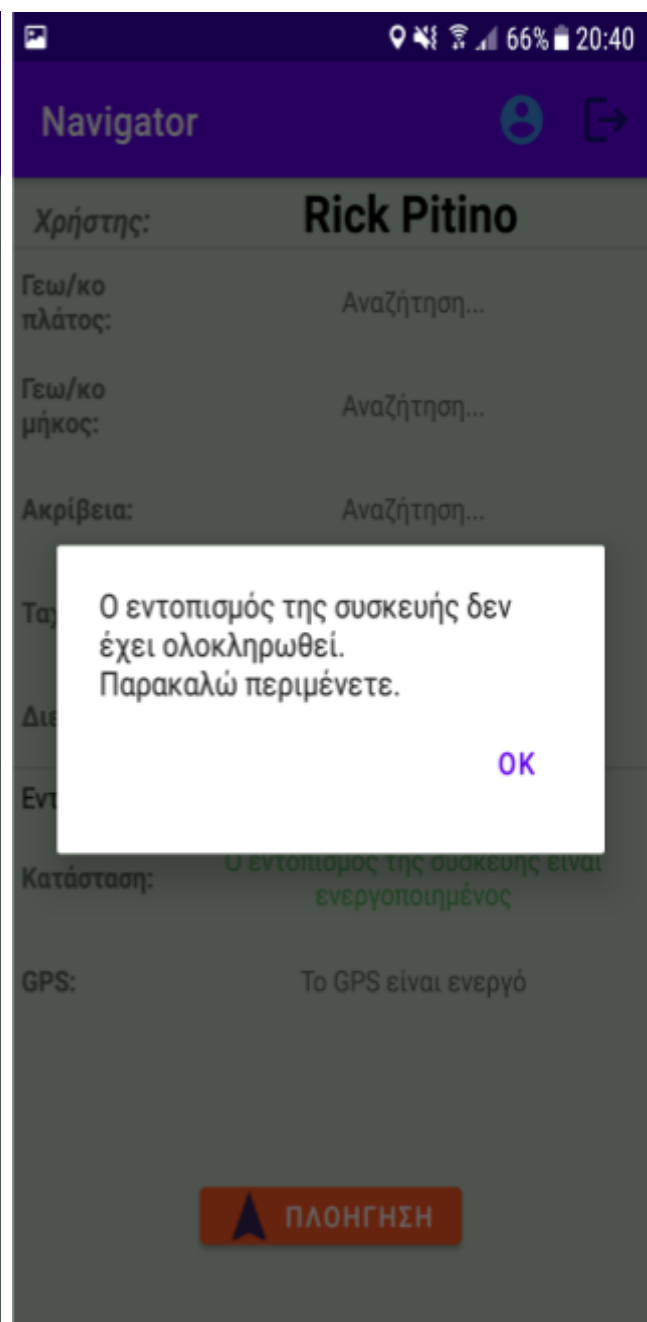 66% 20:40
Navigator
Χρήστης: Rick Pitino
Γεω/κο
πλάτος: Αναζήτηση...
Γεω/κο
μήκος: Αναζήτηση...
Ακρίβεια: Αναζήτηση...
Ο εντοπισμός της συσκευής δεν
έχει ολοκληρωθεί.
Παρακαλώ περιμένετε.
OK
Κατάσταση: Ο εντοπισμός της συσκευής είναι
ενεργοποιημένος
GPS: Το GPS είναι ενεργό
ΠΛΟΗΓΗΣΗ